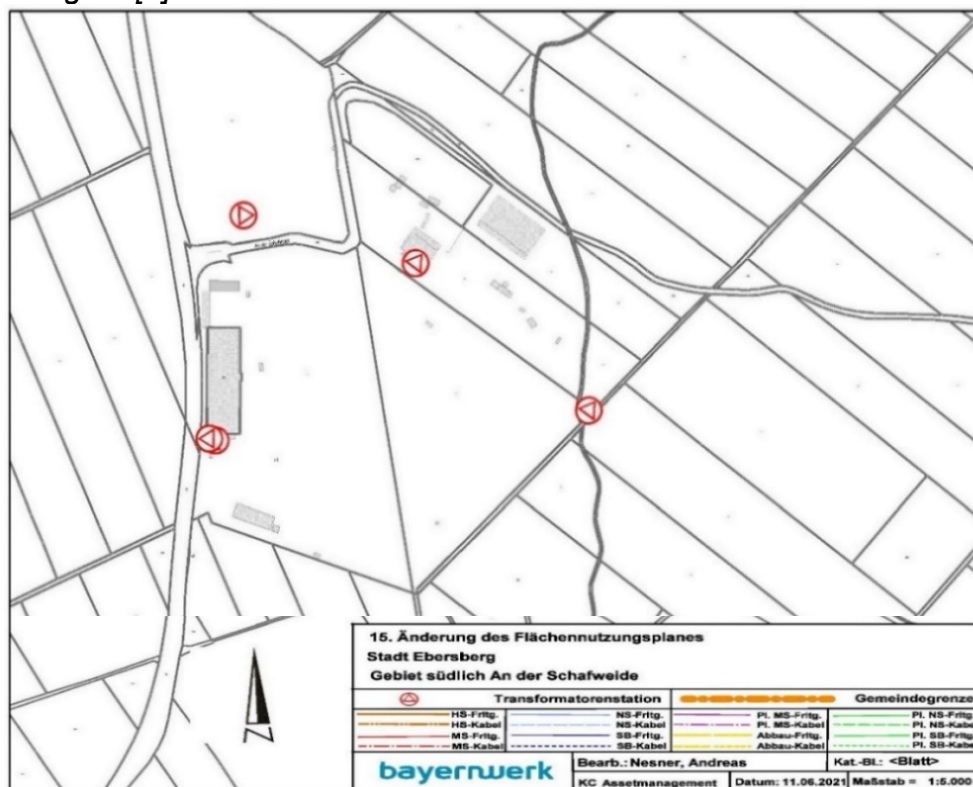 15. Änderung des Flächennutzungsplanes
Stadt Ebersberg
Gebiet südlich An der Schafweide
Transformatorenstation
Gemeindegrenze
HS-Frltg.
HS-Kabel
MS-Frltg.
MS-Kabel
NS-Frltg.
NS-Kabel
SB-Frltg.
SB-Kabel
Pl. MS-Frltg.
Pl. MS-Kabel
Abbau-Frltg.
Abbau-Kabel
Pl. NS-Frltg.
Pl. NS-Kabel
Pl. SB-Frltg.
Pl. SB-Kabel
bayernwerk
Bearb.: Nesner, Andreas
Kat.-Bl.: <Blatt>
KC Assetmanagement
Datum: 11.06.2021
Maßstab = 1:5.000
N